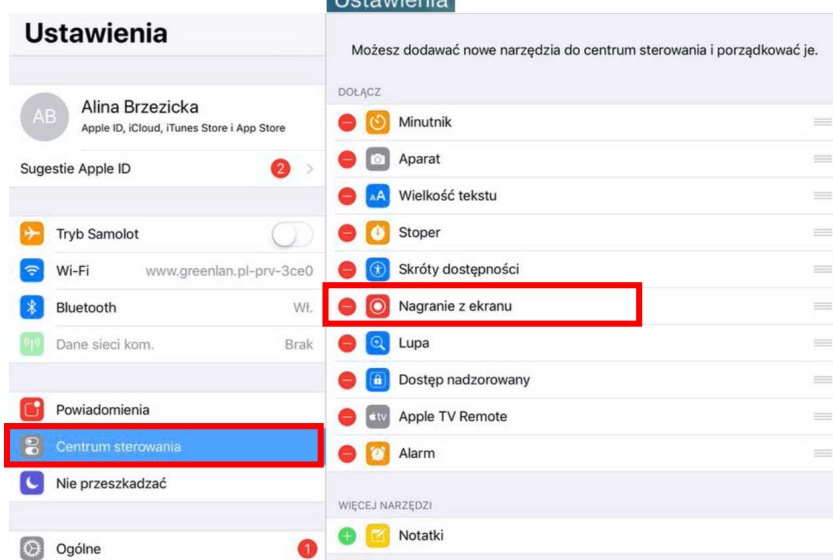 Ustawienia
AB
Alina Brzezicka
Apple ID, iCloud, iTunes Store i App Store
Sugestie Apple ID
2
Tryb Samolot
Wi-Fi
www.greenlan.pl-prv-3ce0
Bluetooth
Wł.
Dane sieci kom.
Brak
Powiadomienia
Centrum sterowania
Nie przeszkadzać
Ogólne
1
Ustawienia
Możesz dodawać nowe narzędzia do centrum sterowania i porządkować je.
DOŁĄCZ
Minutnik
Aparat
AA
Wielkość tekstu
Stoper
Skróty dostępności
Nagranie z ekranu
Lupa
Dostęp nadzorowany
tv
Apple TV Remote
Alarm
WIĘCEJ NARZĘDZI
Notatki